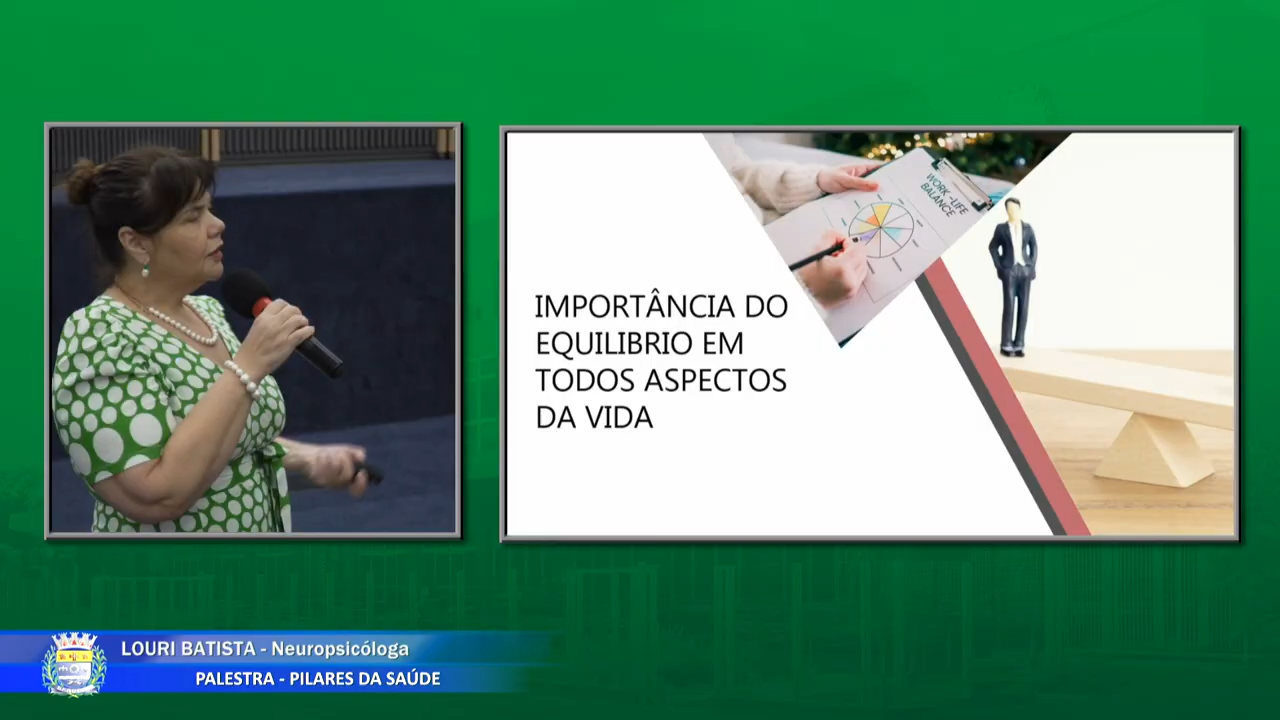 WORK-LIFE
BALANCE
IMPORTÂNCIA DO
EQUILIBRIO EM
TODOS ASPECTOS
DA VIDA
LOURI BATISTA - Neuropsicóloga
PALESTRA - PILARES DA SAÚDE